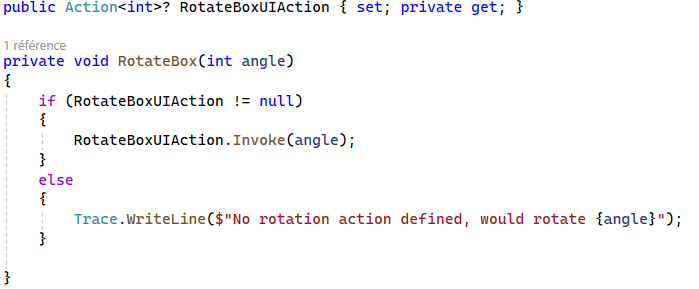 public Action<int>? RotateBoxUIAction { set; private get; }
1 référence
private void RotateBox(int angle)
{
if (RotateBoxUIAction != null)
{
RotateBoxUIAction.Invoke(angle);
}
else
{
Trace.WriteLine($"No rotation action defined, would rotate {angle}");
}
}